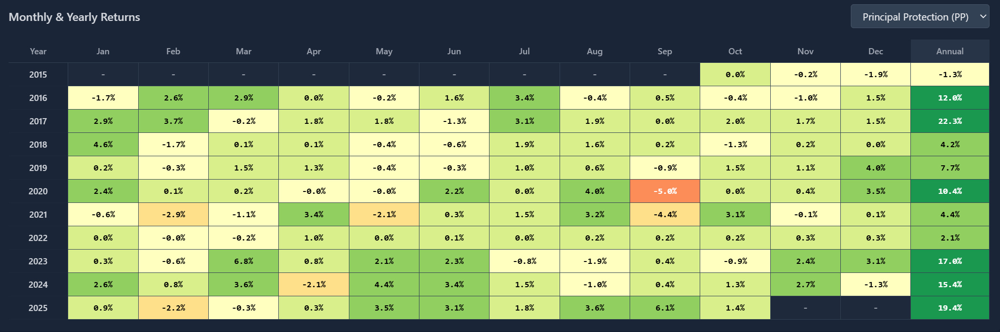 Monthly & Yearly Returns
Principal Protection (PP)
Year Jan Feb Mar Apr May Jun Jul Aug Sep Oct Nov Dec Annual
2015 - - - - - - - - - 0.0% -0.2% -1.9% -1.3%
2016 -1.7% 2.6% 2.9% 0.0% -0.2% 1.6% 3.4% -0.4% 0.5% -0.4% -1.0% 1.5% 12.0%
2017 2.9% 3.7% -0.2% 1.8% 1.8% -1.3% 3.1% 1.9% 0.0% 2.0% 1.7% 1.5% 22.3%
2018 4.6% -1.7% 0.1% 0.1% -0.4% -0.6% 1.9% 1.6% 0.2% -1.3% 0.2% 0.0% 4.2%
2019 0.2% -0.3% 1.5% 1.3% -0.4% -0.3% 1.0% 0.6% -0.9% 1.5% 1.1% 4.0% 7.7%
2020 2.4% 0.1% 0.2% -0.0% -0.0% 2.2% 0.0% 4.0% -5.0% 0.0% 0.4% 3.5% 10.4%
2021 -0.6% -2.9% -1.1% 3.4% -2.1% 0.3% 1.5% 3.2% -4.4% 3.1% -0.1% 0.1% 4.4%
2022 0.0% -0.0% -0.2% 1.0% 0.0% 0.1% 0.0% 0.2% 0.2% 0.2% 0.3% 0.3% 2.1%
2023 0.3% -0.6% 6.8% 0.8% 2.1% 2.3% -0.8% -1.9% 0.4% -0.9% 2.4% 3.1% 17.0%
2024 2.6% 0.8% 3.6% -2.1% 4.4% 3.4% 1.5% -1.0% 0.4% 1.3% 2.7% -1.3% 15.4%
2025 0.9% -2.2% -0.3% 0.3% 3.5% 3.1% 1.8% 3.6% 6.1% 1.4% - - 19.4%